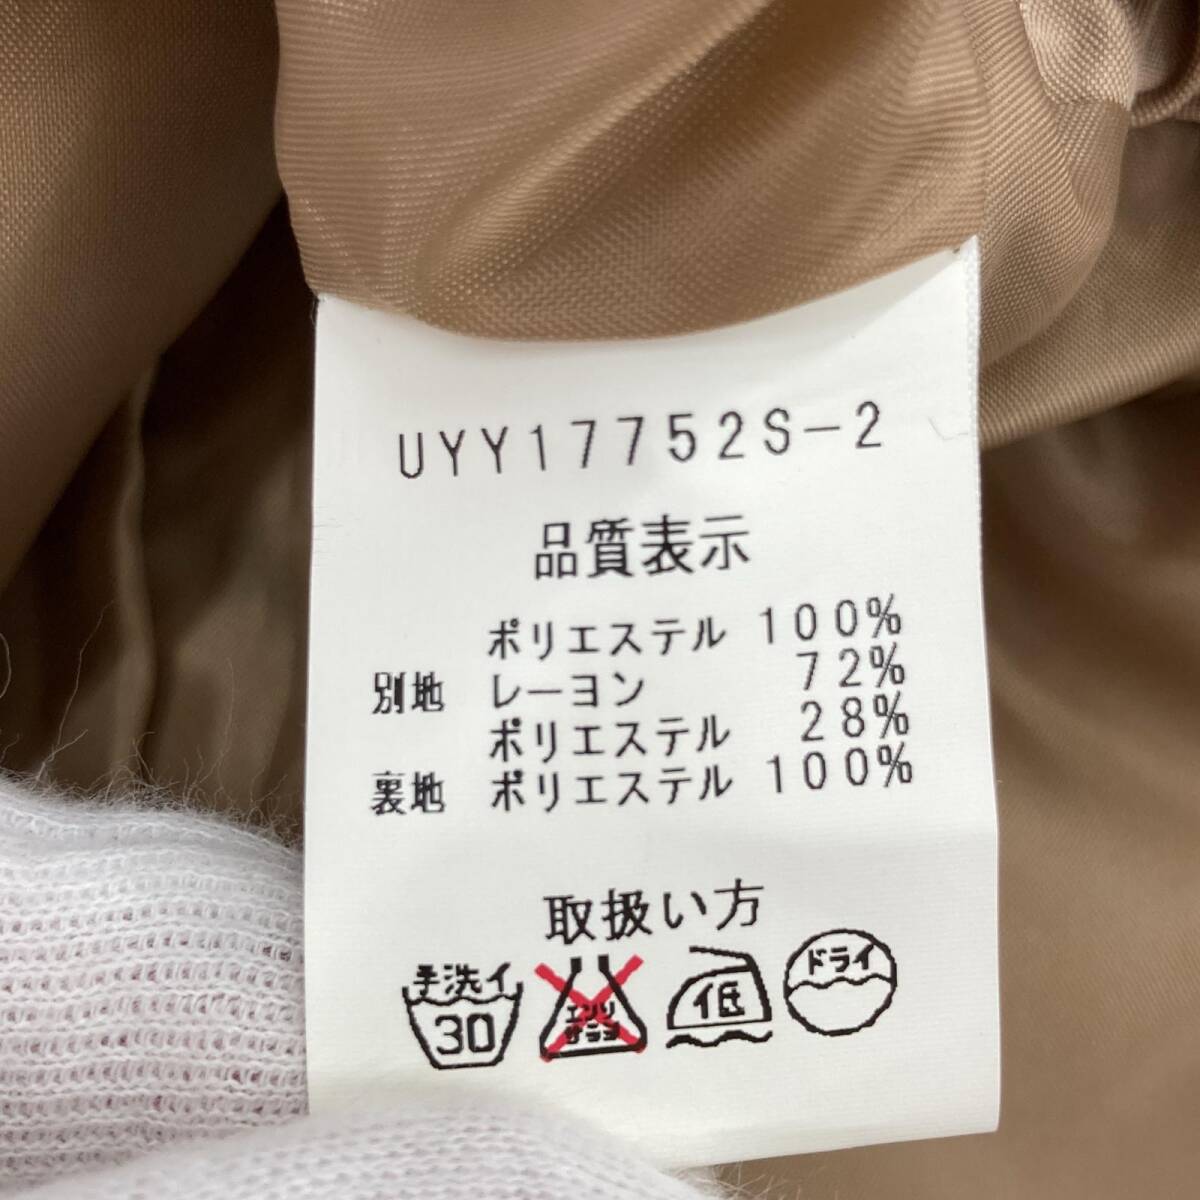 UYY17752S-2
品質表示
ポリエステル 100%
別地 レーヨン 72%
ポリエステル 28%
裏地 ポリエステル 100%
取扱い方
手洗イ 30
エンソサラシ
低
ドライ